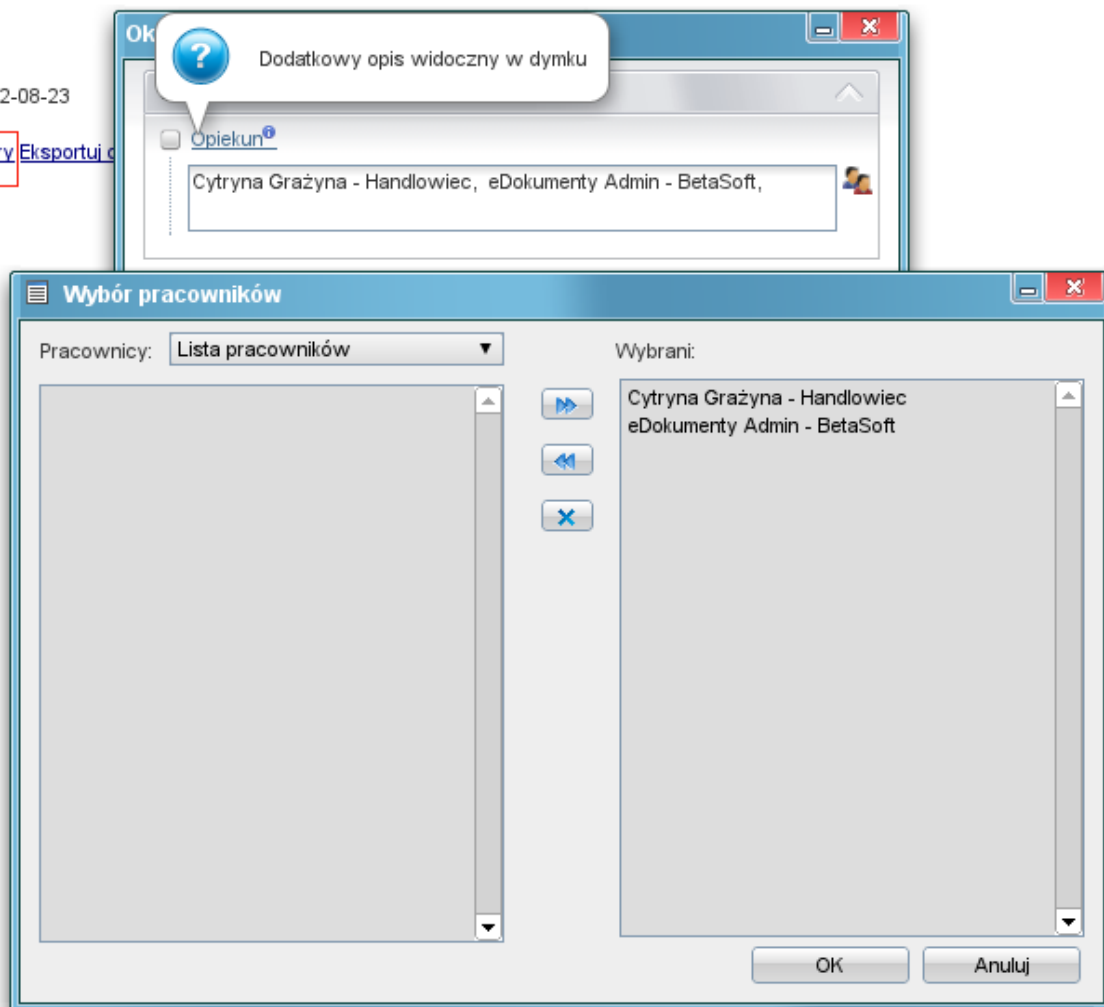 Ok
Dodatkowy opis widoczny w dymku
2-08-23
ry Eksportuj
Opiekun
Cytryna Grażyna - Handlowiec, eDokumenty Admin - BetaSoft,
Wybór pracowników
Pracownicy: Lista pracowników
Wybrani:
Cytryna Grażyna - Handlowiec
eDokumenty Admin - BetaSoft
OK Anuluj